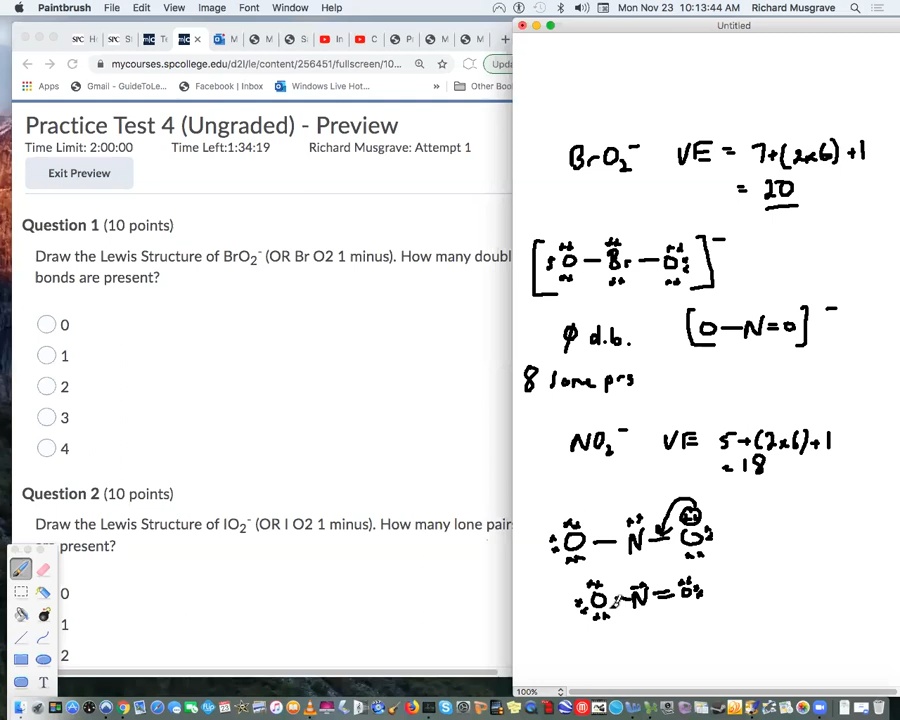 Paintbrush File Edit View Image Font Window Help Mon Nov 23 10:13:44 AM Richard Musgrave
Untitled
mycourses.spcollege.edu/d2l/le/content/256451/fullscreen/10...
Upda
Apps Gmail - GuideToLe... Facebook | Inbox Windows Live Hot... » Other Boo
Practice Test 4 (Ungraded) - Preview
Time Limit: 2:00:00 Time Left:1:34:19 Richard Musgrave: Attempt 1
Exit Preview
Question 1 (10 points)
Draw the Lewis Structure of BrO₂⁻ (OR Br O2 1 minus). How many doubl
bonds are present?
0
1
2
3
4
Question 2 (10 points)
Draw the Lewis Structure of IO₂⁻ (OR I O2 1 minus). How many lone pairs
are present?
0
1
2
T
BrO₂⁻ VE = 7+(2x6)+1
= 20
[O—Br—O]⁻
0 d.b. [O—N=O]⁻
8 lone prs
NO₂⁻ VE 5+(2x6)+1
= 18
O—N—O
O—N=O
100%